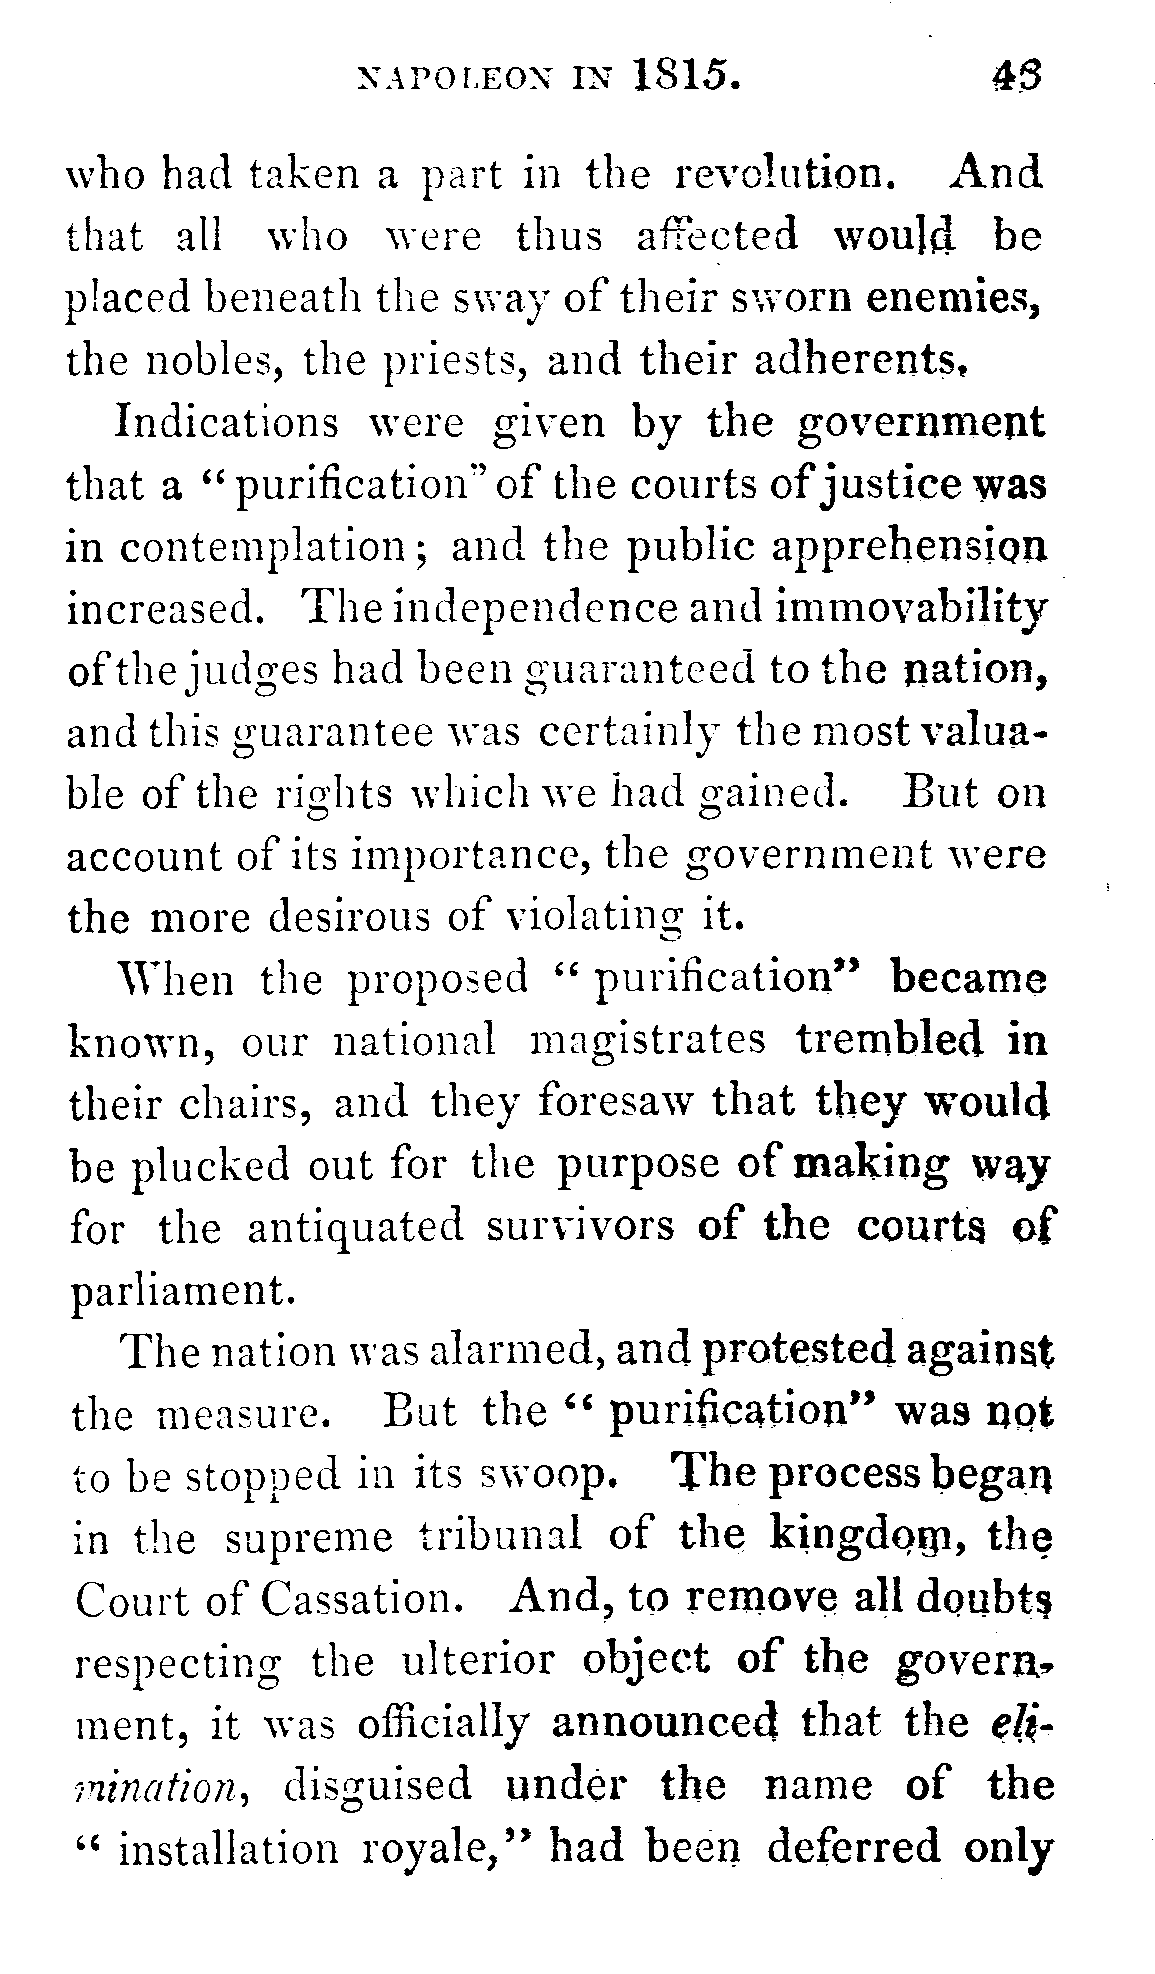 NAPOLEON IN 1815. 43
who had taken a part in the revolution. And
that all who were thus affected would be
placed beneath the sway of their sworn enemies,
the nobles, the priests, and their adherents.
Indications were given by the government
that a “ purification” of the courts of justice was
in contemplation ; and the public apprehension
increased. The independence and immovability
of the judges had been guaranteed to the nation,
and this guarantee was certainly the most valua-
ble of the rights which we had gained. But on
account of its importance, the government were
the more desirous of violating it.
When the proposed “ purification” became
known, our national magistrates trembled in
their chairs, and they foresaw that they would
be plucked out for the purpose of making way
for the antiquated survivors of the courts of
parliament.
The nation was alarmed, and protested against
the measure. But the “ purification” was not
to be stopped in its swoop. The process began
in the supreme tribunal of the kingdom, the
Court of Cassation. And, to remove all doubts
respecting the ulterior object of the govern-
ment, it was officially announced that the eli-
mination, disguised under the name of the
“ installation royale,” had been deferred only